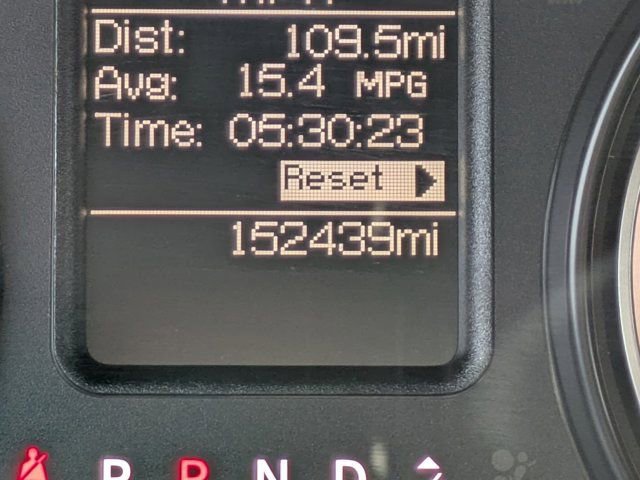 Dist: 109.5mi
Avg: 15.4 MPG
Time: 05:30:23
Reset
152439mi
P R N D